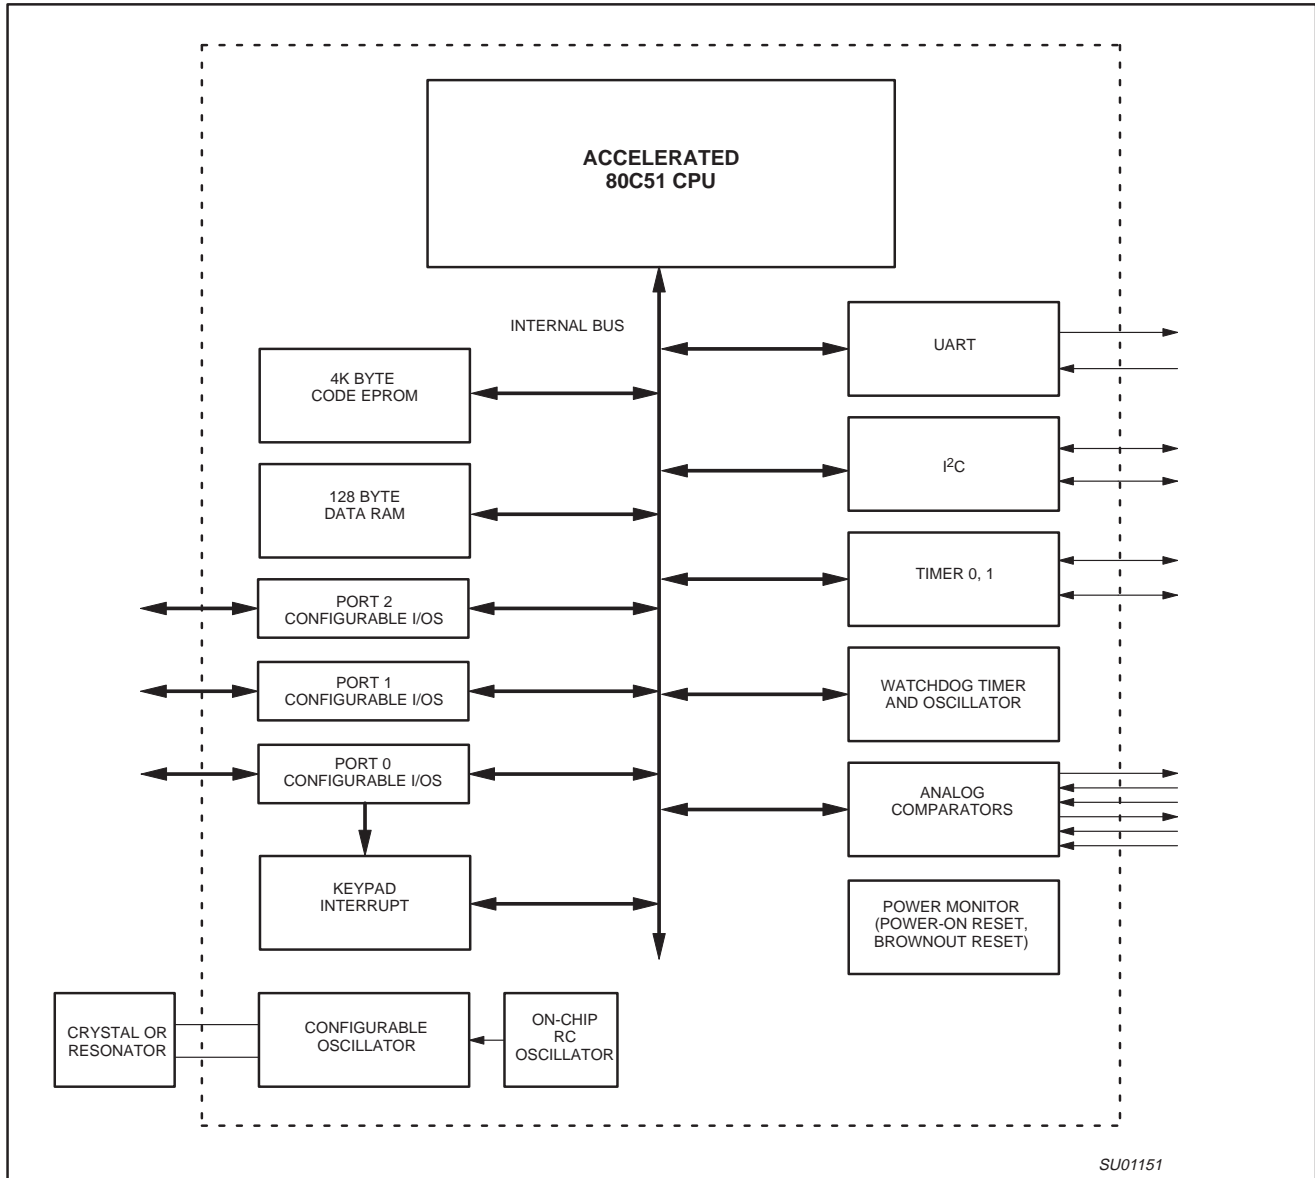 ACCELERATED
80C51 CPU
INTERNAL BUS
4K BYTE
CODE EPROM
128 BYTE
DATA RAM
PORT 2
CONFIGURABLE I/OS
PORT 1
CONFIGURABLE I/OS
PORT 0
CONFIGURABLE I/OS
KEYPAD
INTERRUPT
CRYSTAL OR
RESONATOR
CONFIGURABLE
OSCILLATOR
ON-CHIP
RC
OSCILLATOR
UART
I²C
TIMER 0, 1
WATCHDOG TIMER
AND OSCILLATOR
ANALOG
COMPARATORS
POWER MONITOR
(POWER-ON RESET,
BROWNOUT RESET)
SU01151